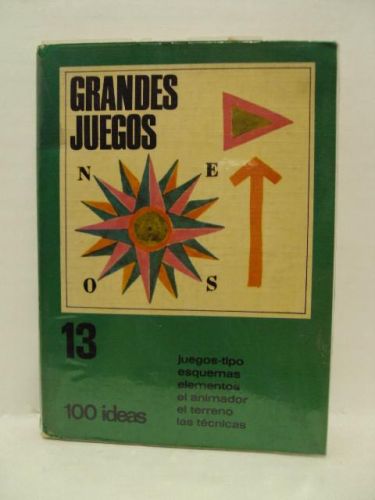 GRANDES
JUEGOS
N E
O S
13
juegos-tipo
esquemas
elementos
el animador
el terreno
las técnicas
100 ideas